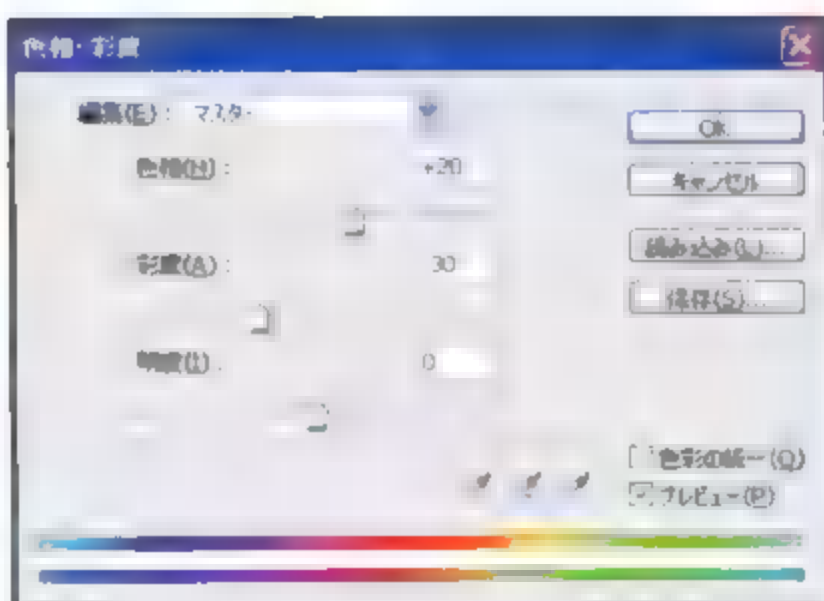 色相・彩度
編集(E): マスター
OK
色相(H): +20
キャンセル
読み込み(L)...
彩度(A): 30
保存(S)...
明度(I): 0
色彩の統一(O)
プレビュー(P)